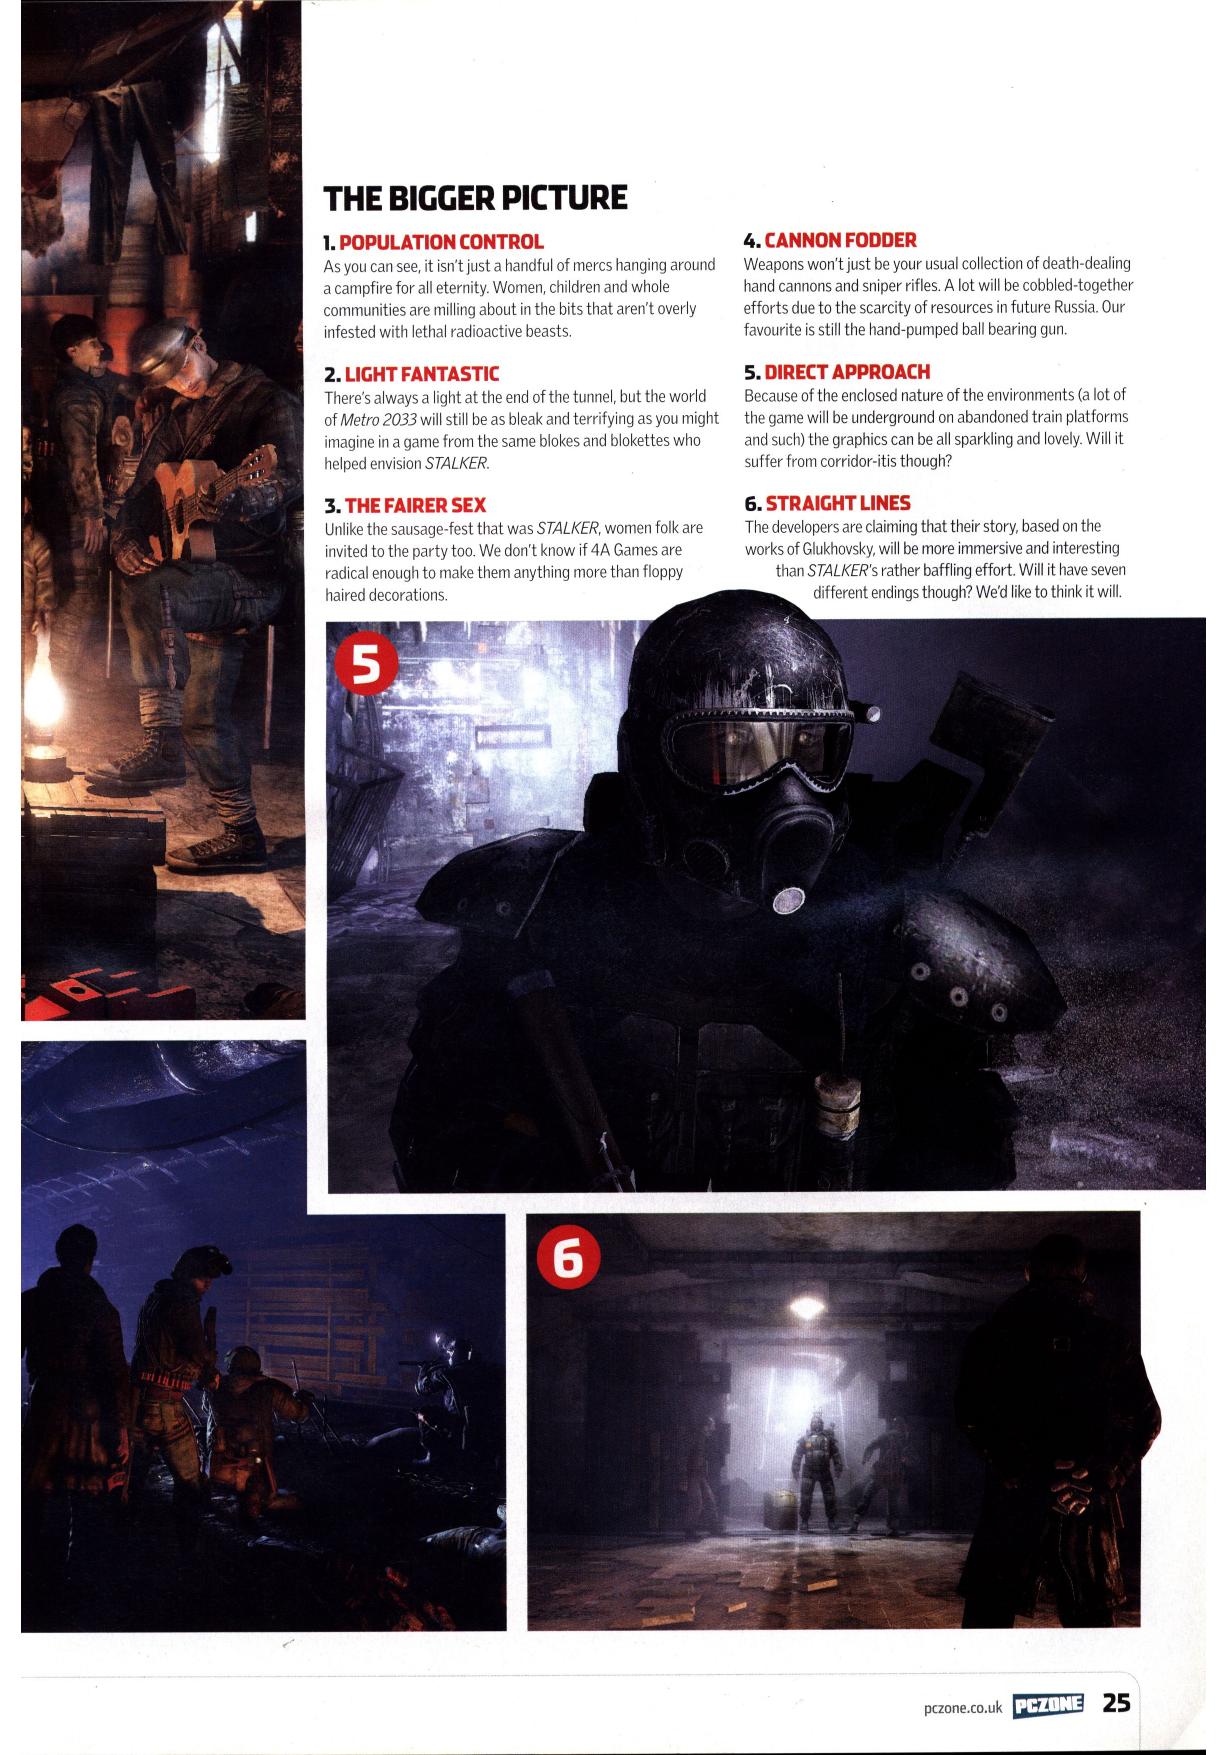 THE BIGGER PICTURE
1. POPULATION CONTROL
As you can see, it isn't just a handful of mercs hanging around
a campfire for all eternity. Women, children and whole
communities are milling about in the bits that aren't overly
infested with lethal radioactive beasts.
2. LIGHT FANTASTIC
There's always a light at the end of the tunnel, but the world
of Metro 2033 will still be as bleak and terrifying as you might
imagine in a game from the same blokes and blokettes who
helped envision STALKER.
3. THE FAIRER SEX
Unlike the sausage-fest that was STALKER, women folk are
invited to the party too. We don't know if 4A Games are
radical enough to make them anything more than floppy
haired decorations.
4. CANNON FODDER
Weapons won't just be your usual collection of death-dealing
hand cannons and sniper rifles. A lot will be cobbled-together
efforts due to the scarcity of resources in future Russia. Our
favourite is still the hand-pumped ball bearing gun.
5. DIRECT APPROACH
Because of the enclosed nature of the environments (a lot of
the game will be underground on abandoned train platforms
and such) the graphics can be all sparkling and lovely. Will it
suffer from corridor-itis though?
6. STRAIGHT LINES
The developers are claiming that their story, based on the
works of Glukhovsky, will be more immersive and interesting
than STALKER's rather baffling effort. Will it have seven
different endings though? We'd like to think it will.
5
6
pczone.co.uk PCZONE 25